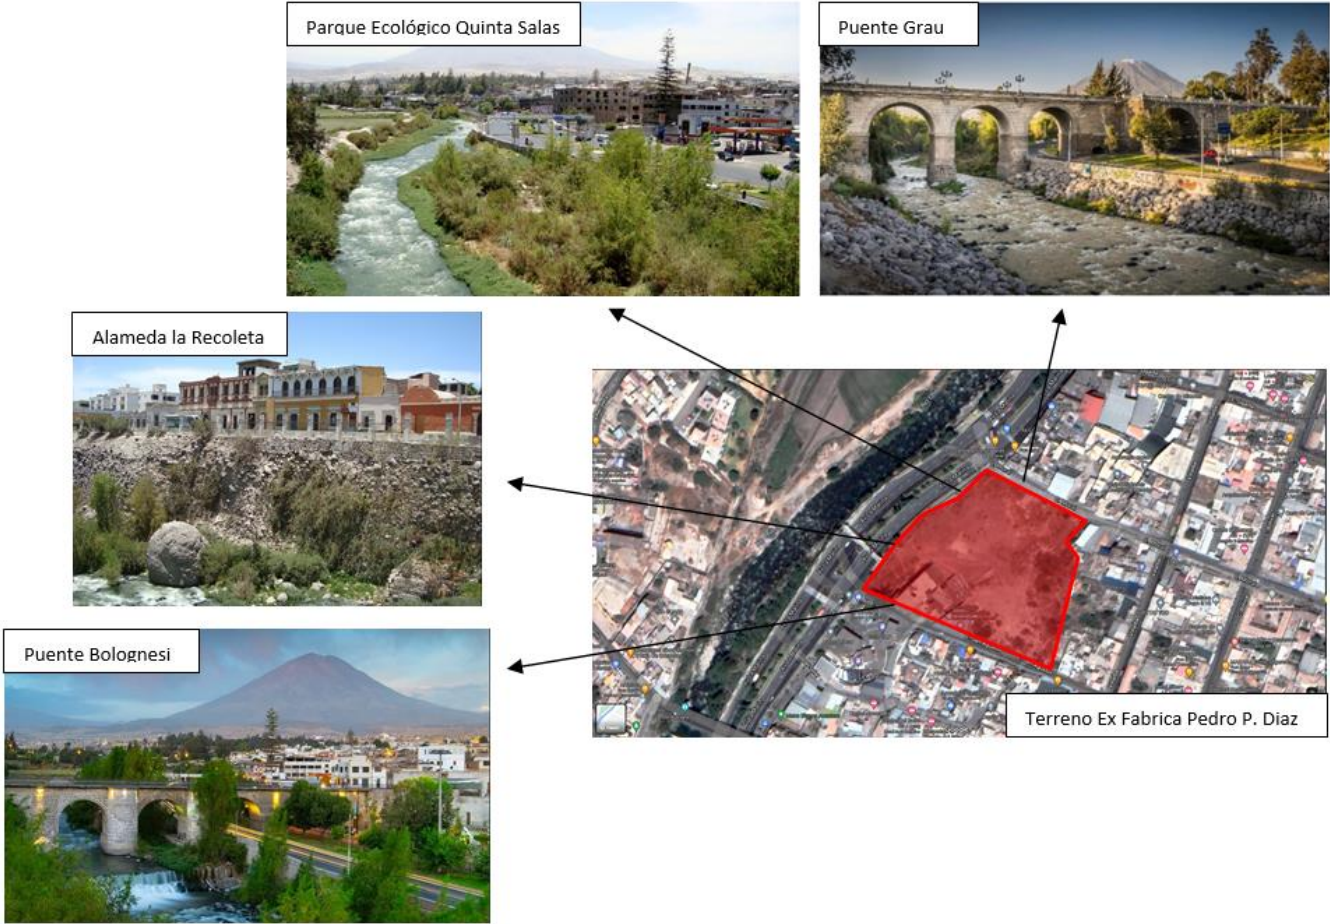 Parque Ecológico Quinta Salas
Puente Grau
Alameda la Recoleta
Puente Bolognesi
Terreno Ex Fabrica Pedro P. Diaz